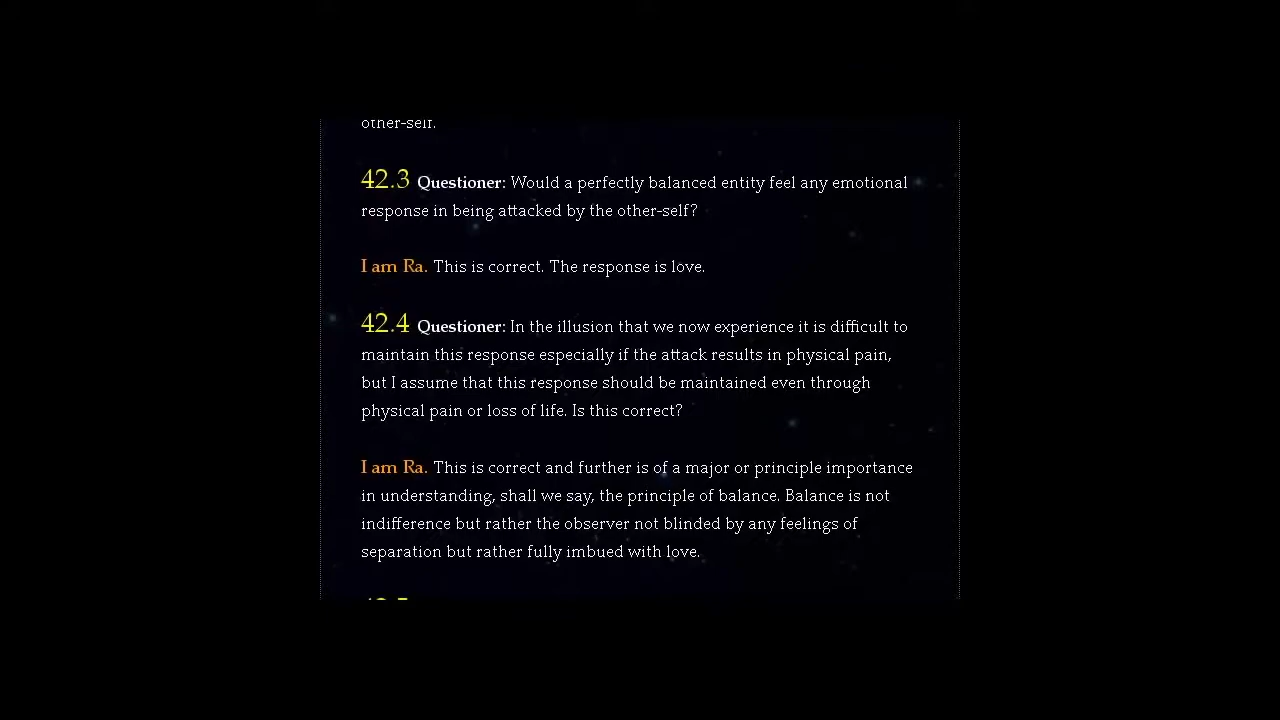 other-self.
42.3 Questioner: Would a perfectly balanced entity feel any emotional
response in being attacked by the other-self?
I am Ra. This is correct. The response is love.
42.4 Questioner: In the illusion that we now experience it is difficult to
maintain this response especially if the attack results in physical pain,
but I assume that this response should be maintained even through
physical pain or loss of life. Is this correct?
I am Ra. This is correct and further is of a major or principle importance
in understanding, shall we say, the principle of balance. Balance is not
indifference but rather the observer not blinded by any feelings of
separation but rather fully imbued with love.